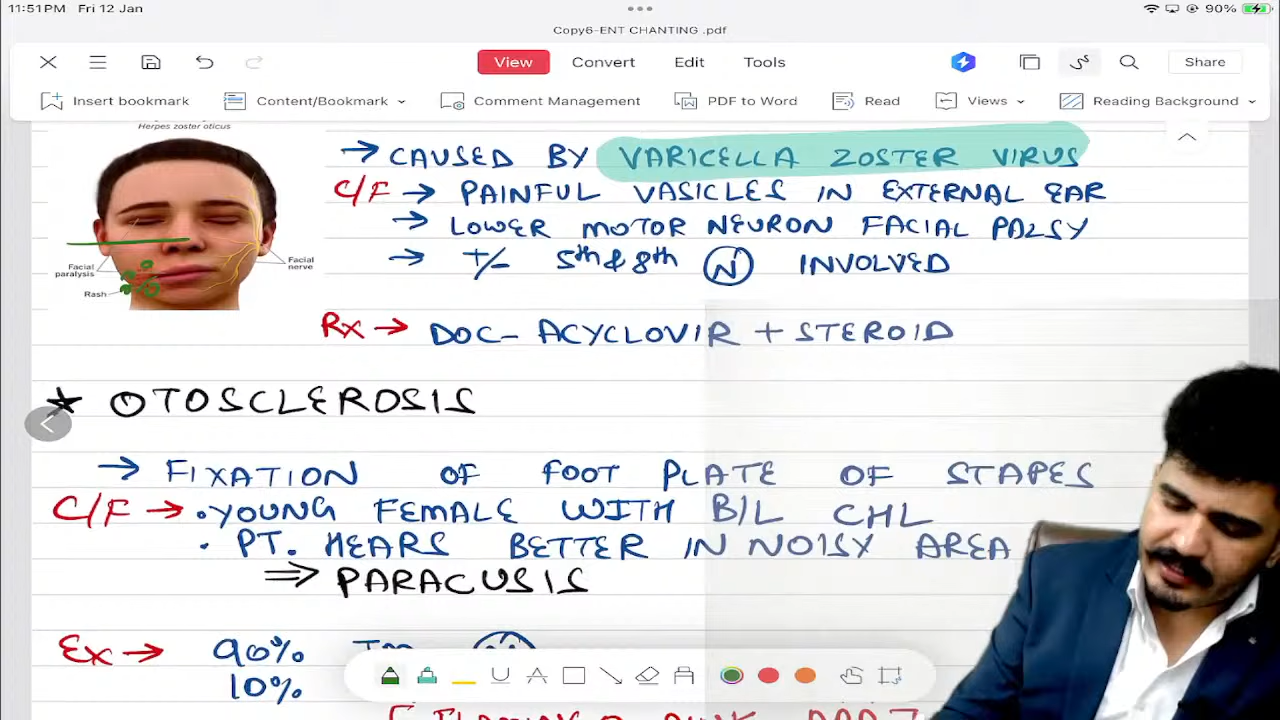 11:51PM Fri 12 Jan
90%
Copy6-ENT CHANTING .pdf
View Convert Edit Tools
Share
Insert bookmark Content/Bookmark Comment Management PDF to Word Read Views Reading Background
Herpes zoster oticus
→ CAUSED BY VARICELLA ZOSTER VIRUS
C/F → PAINFUL VASICLES IN EXTERNAL EAR
→ LOWER MOTOR NEURON FACIAL PALSY
→ +/- 5th & 8th N INVOLVED
Facial paralysis
Facial nerve
Rash
Rx → DOC- ACYCLOVIR + STEROID
★ OTOSCLEROSIS
→ FIXATION OF FOOT PLATE OF STAPES
C/F → • YOUNG FEMALE WITH B/L CHL
• PT. HEARS BETTER IN NOISY AREA
⇒ PARACUSIS
Ex → 90%
10%